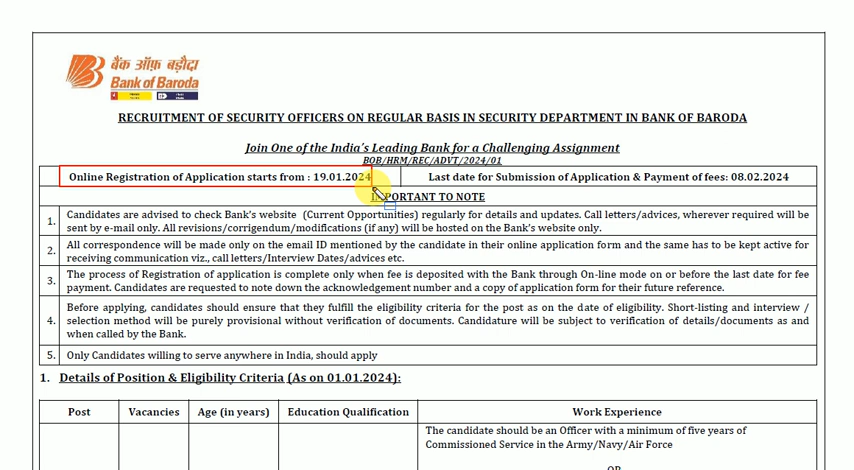 बैंक ऑफ़ बड़ौदा
Bank of Baroda
RECRUITMENT OF SECURITY OFFICERS ON REGULAR BASIS IN SECURITY DEPARTMENT IN BANK OF BARODA
Join One of the India's Leading Bank for a Challenging Assignment
BOB/HRM/REC/ADVT/2024/01
Online Registration of Application starts from : 19.01.2024 Last date for Submission of Application & Payment of fees: 08.02.2024
IMPORTANT TO NOTE
1. Candidates are advised to check Bank's website (Current Opportunities) regularly for details and updates. Call letters/advices, wherever required will be
sent by e-mail only. All revisions/corrigendum/modifications (if any) will be hosted on the Bank's website only.
2. All correspondence will be made only on the email ID mentioned by the candidate in their online application form and the same has to be kept active for
receiving communication viz., call letters/Interview Dates/advices etc.
3. The process of Registration of application is complete only when fee is deposited with the Bank through On-line mode on or before the last date for fee
payment. Candidates are requested to note down the acknowledgement number and a copy of application form for their future reference.
4. Before applying, candidates should ensure that they fulfill the eligibility criteria for the post as on the date of eligibility. Short-listing and interview /
selection method will be purely provisional without verification of documents. Candidature will be subject to verification of details/documents as and
when called by the Bank.
5. Only Candidates willing to serve anywhere in India, should apply
1. Details of Position & Eligibility Criteria (As on 01.01.2024):
Post Vacancies Age (in years) Education Qualification Work Experience
The candidate should be an Officer with a minimum of five years of
Commissioned Service in the Army/Navy/Air Force
OR